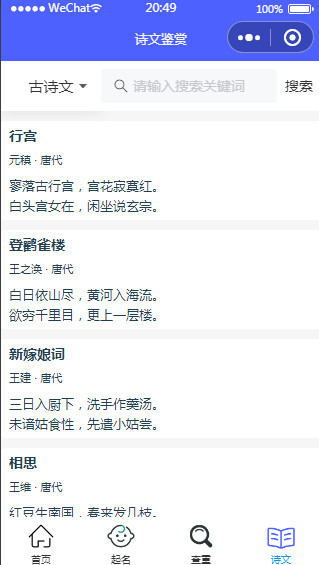 WeChat 20:49 100%
诗文鉴赏
古诗文 请输入搜索关键词 搜索
行宫
元稹 · 唐代
寥落古行宫，宫花寂寞红。
白头宫女在，闲坐说玄宗。
登鹳雀楼
王之涣 · 唐代
白日依山尽，黄河入海流。
欲穷千里目，更上一层楼。
新嫁娘词
王建 · 唐代
三日入厨下，洗手作羹汤。
未谙姑食性，先遣小姑尝。
相思
王维 · 唐代
红豆生南国，春来发几枝。
首页 起名 查重 诗文